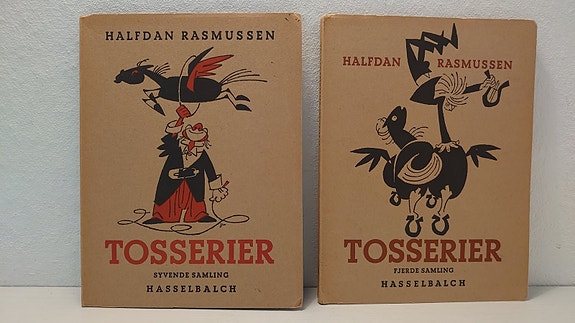 HALFDAN RASMUSSEN
TOSSERIER
SYVENDE SAMLING
HASSELBALCH
HALFDAN RASMUSSEN
TOSSERIER
FJERDE SAMLING
HASSELBALCH